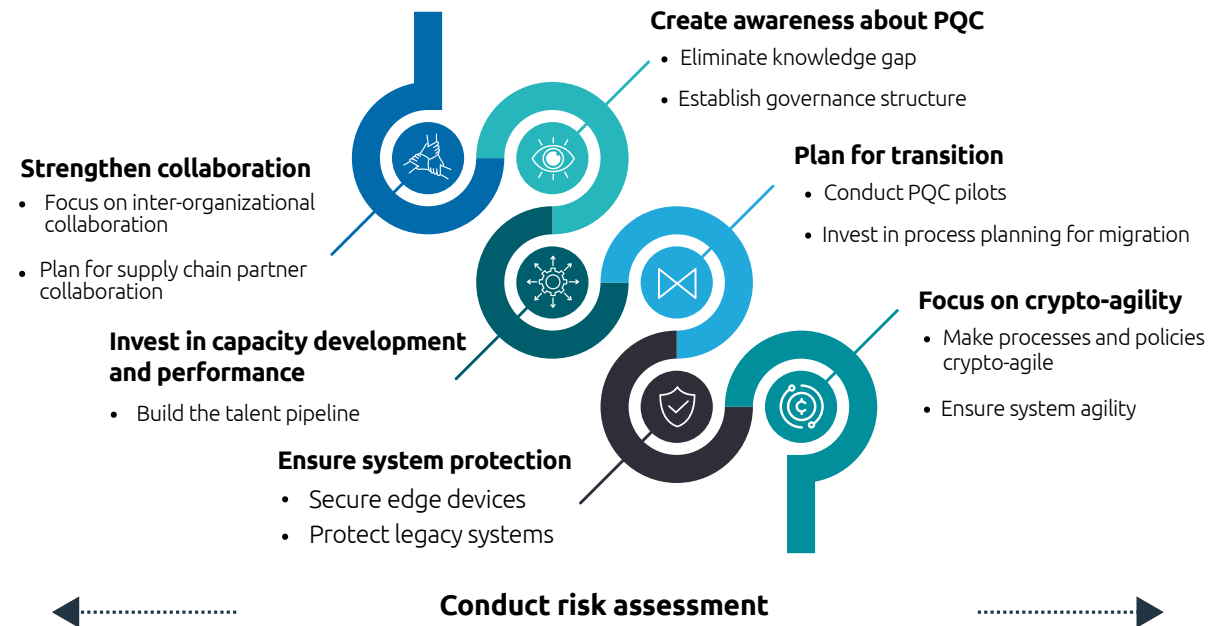 Create awareness about PQC
• Eliminate knowledge gap
• Establish governance structure
Strengthen collaboration
• Focus on inter-organizational
collaboration
• Plan for supply chain partner
collaboration
Plan for transition
• Conduct PQC pilots
• Invest in process planning for migration
Invest in capacity development
and performance
• Build the talent pipeline
Focus on crypto-agility
• Make processes and policies
crypto-agile
• Ensure system agility
Ensure system protection
• Secure edge devices
• Protect legacy systems
Conduct risk assessment